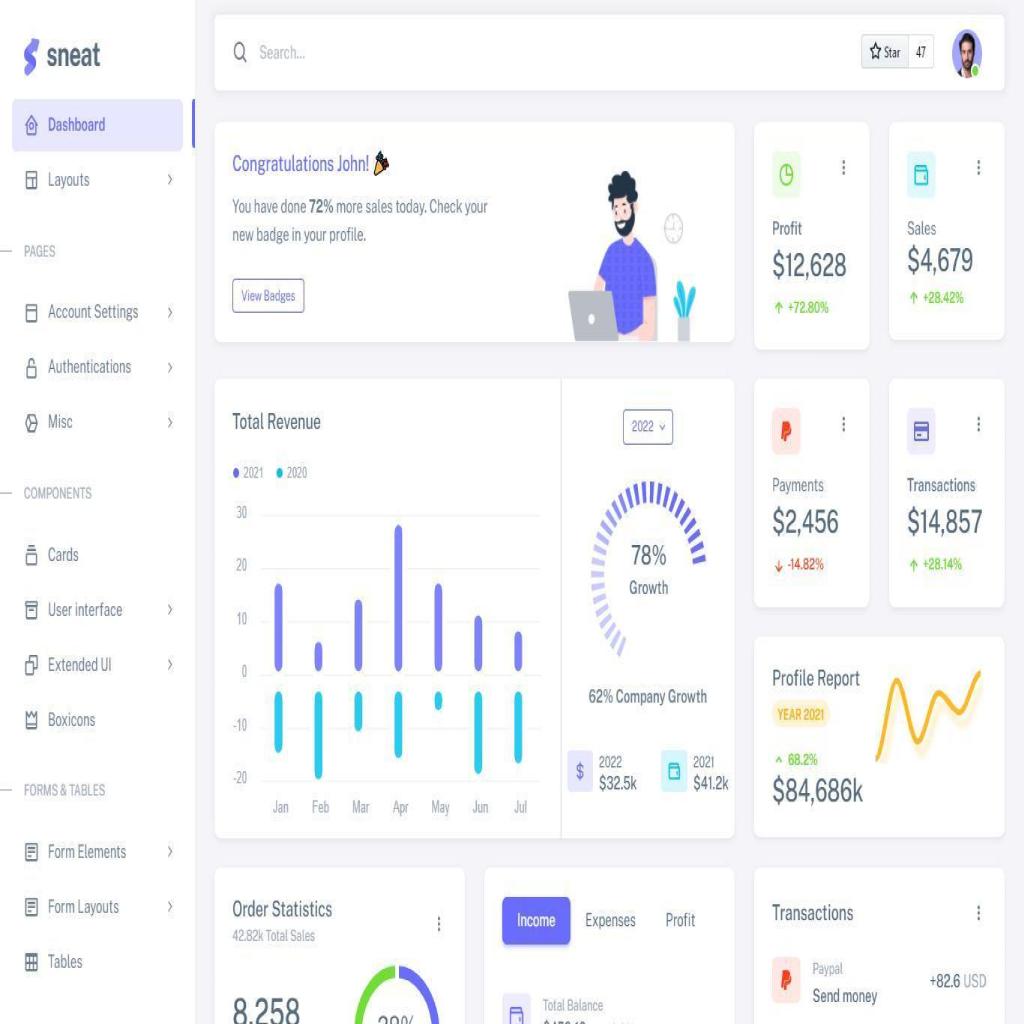 sneat
Dashboard
Layouts
PAGES
Account Settings
Authentications
Misc
COMPONENTS
Cards
User interface
Extended UI
Boxicons
FORMS & TABLES
Form Elements
Form Layouts
Tables
Search...
Star 47
Congratulations John!
You have done 72% more sales today. Check your
new badge in your profile.
View Badges
Profit
$12,628
+72.80%
Sales
$4,679
+28.42%
Total Revenue
2021 2020
30
20
10
0
-10
-20
Jan Feb Mar Apr May Jun Jul
2022
78%
Growth
62% Company Growth
2022
$32.5k
2021
$41.2k
Payments
$2,456
-14.82%
Transactions
$14,857
+28.14%
Profile Report
YEAR 2021
68.2%
$84,686k
Order Statistics
42.82k Total Sales
8,258
Income Expenses Profit
Total Balance
Transactions
Paypal
Send money
+82.6 USD